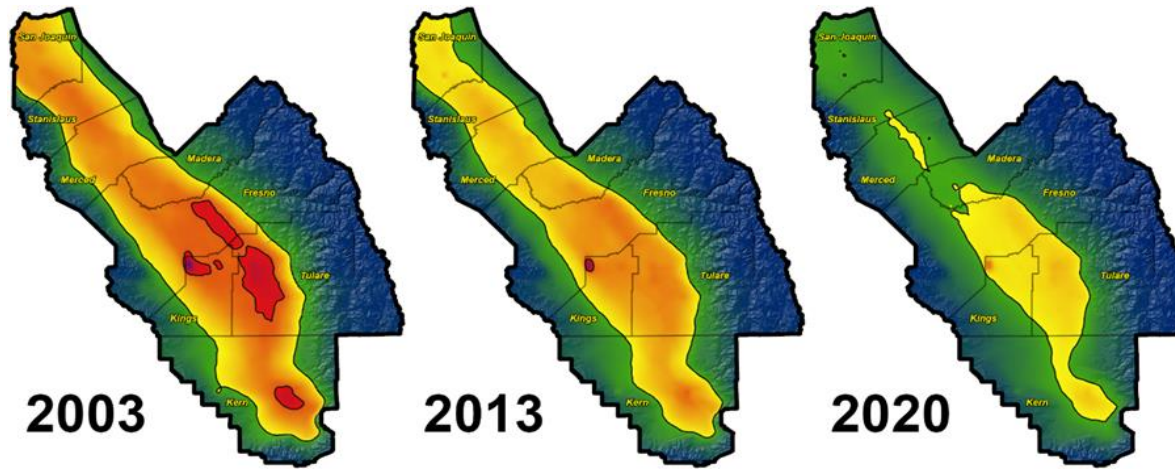 San Joaquin
Stanislaus
Merced
Madera
Fresno
Tulare
Kings
Kern
2003
San Joaquin
Stanislaus
Merced
Madera
Fresno
Tulare
Kings
Kern
2013
San Joaquin
Stanislaus
Merced
Madera
Fresno
Tulare
Kings
Kern
2020